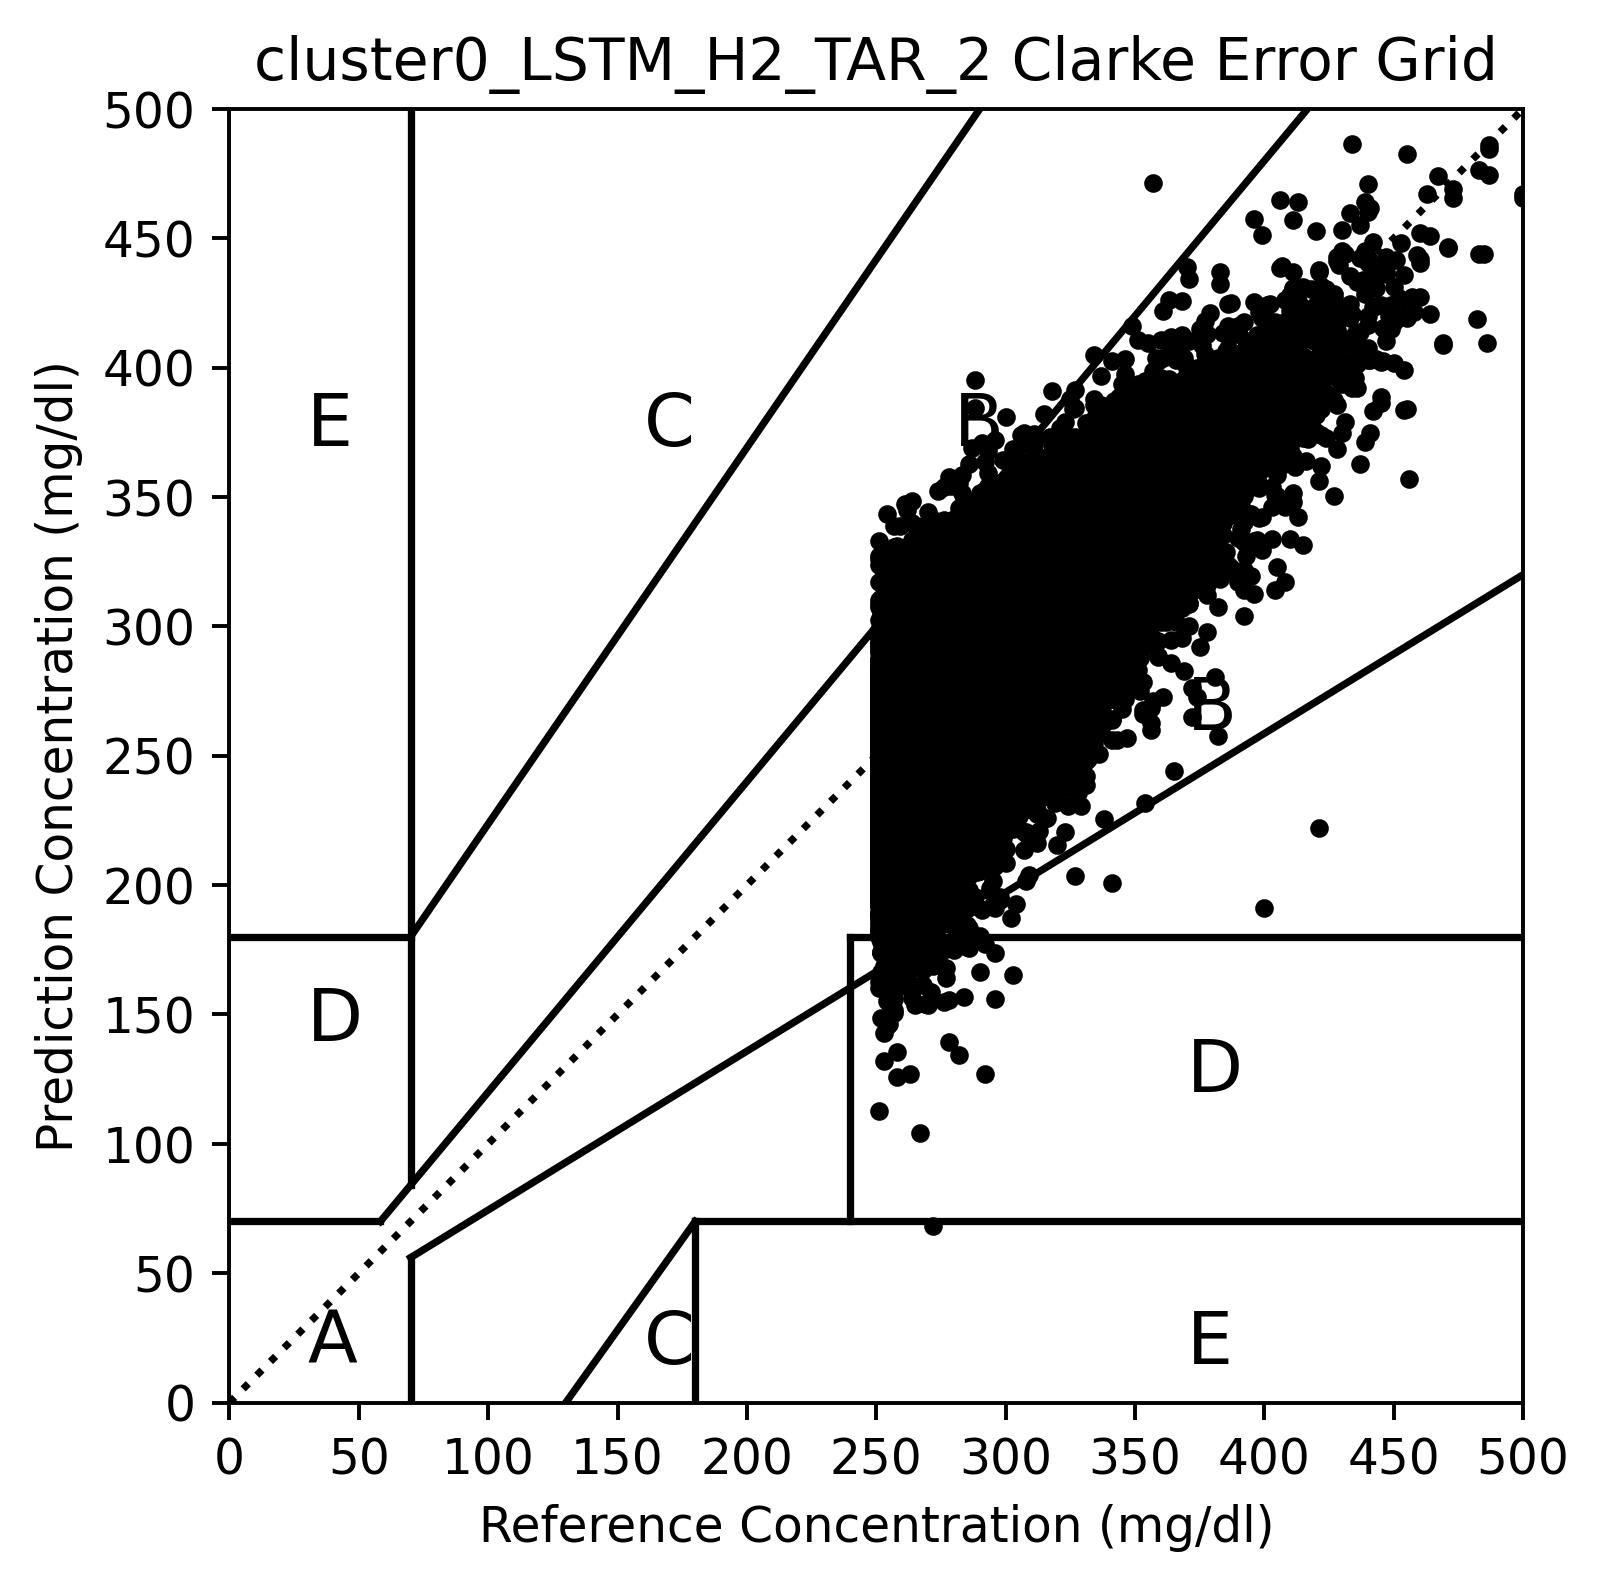 cluster0_LSTM_H2_TAR_2 Clarke Error Grid
500
450
400
350
300
250
200
150
100
50
0
Prediction Concentration (mg/dl)
E
C
B
B
D
D
A
C
E
0 50 100 150 200 250 300 350 400 450 500
Reference Concentration (mg/dl)